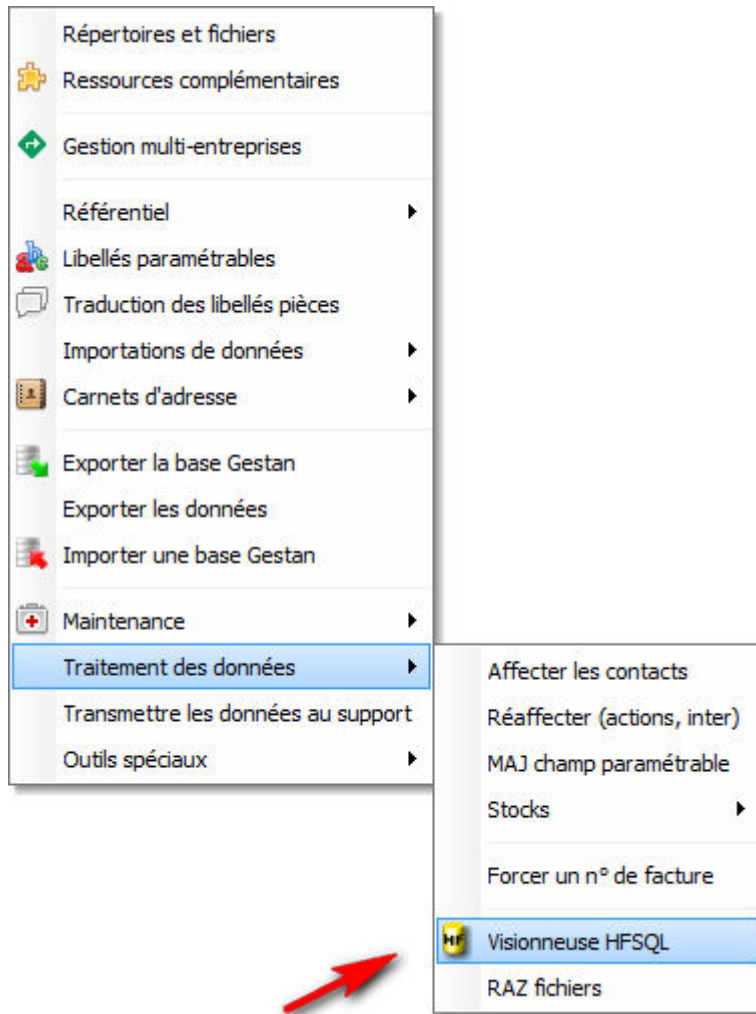 Répertoires et fichiers
Ressources complémentaires
Gestion multi-entreprises
Référentiel
abc
Libellés paramétrables
Traduction des libellés pièces
Importations de données
Carnets d'adresse
Exporter la base Gestan
Exporter les données
Importer une base Gestan
Maintenance
Traitement des données
Transmettre les données au support
Outils spéciaux
Affecter les contacts
Réaffecter (actions, inter)
MAJ champ paramétrable
Stocks
Forcer un n° de facture
HF
Visionneuse HFSQL
RAZ fichiers